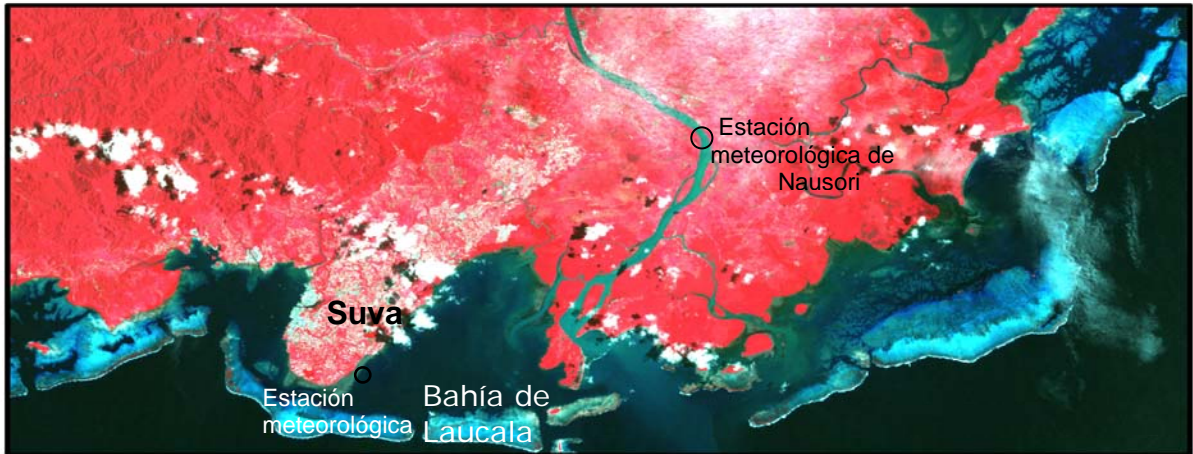 Estación
meteorológica de
Nausori
Suva
Estación
meteorológica
Bahía de
Laucala